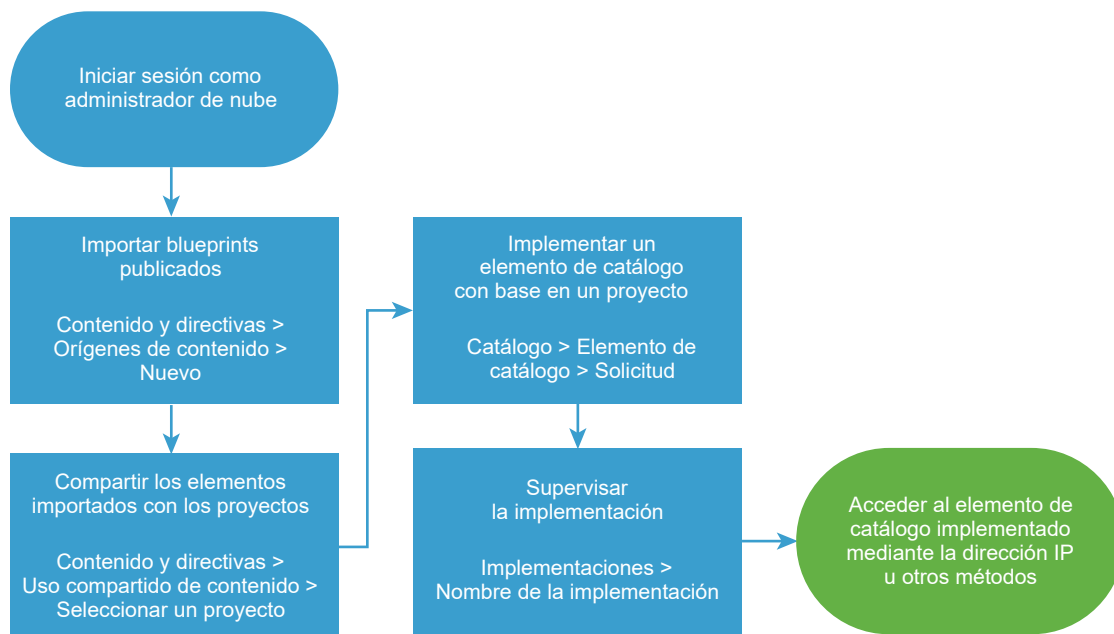 Iniciar sesión como
administrador de nube
Importar blueprints
publicados
Contenido y directivas >
Orígenes de contenido >
Nuevo
Compartir los elementos
importados con los proyectos
Contenido y directivas >
Uso compartido de contenido >
Seleccionar un proyecto
Implementar un
elemento de catálogo
con base en un proyecto
Catálogo > Elemento de
catálogo > Solicitud
Supervisar
la implementación
Implementaciones >
Nombre de la implementación
Acceder al elemento de
catálogo implementado
mediante la dirección IP
u otros métodos